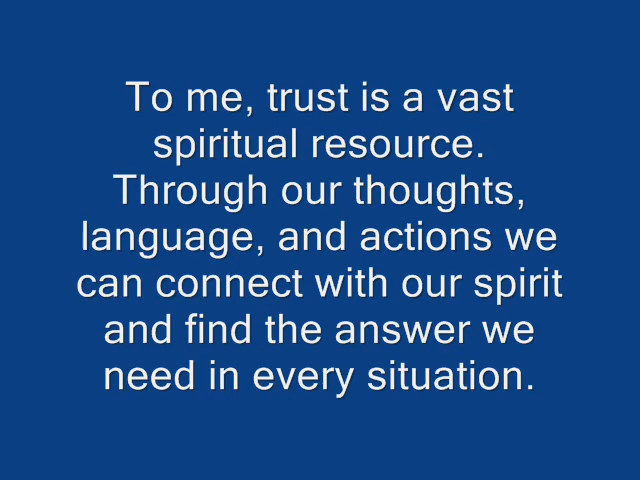 To me, trust is a vast
spiritual resource.
Through our thoughts,
language, and actions we
can connect with our spirit
and find the answer we
need in every situation.